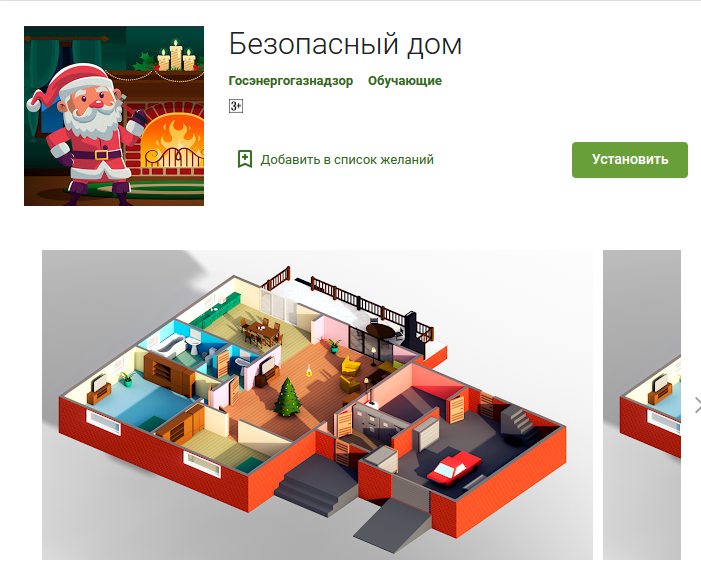 Безопасный дом
Госэнергогазнадзор Обучающие
3+
Добавить в список желаний
Установить